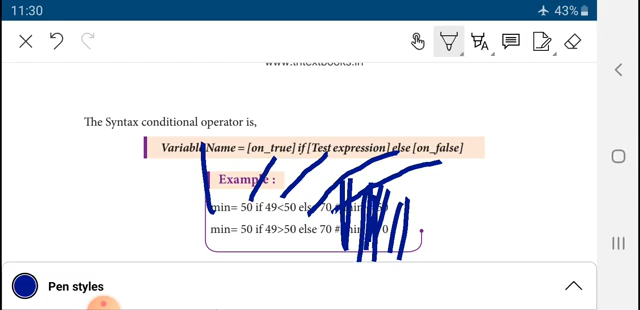 11:30 43%
www.tntextbooks.in
The Syntax conditional operator is,
Variable Name = [on_true] if [Test expression] else [on_false]
Example :
min= 50 if 49<50 else 70 #
min= 50 if 49>50 else 70 # 70
Pen styles